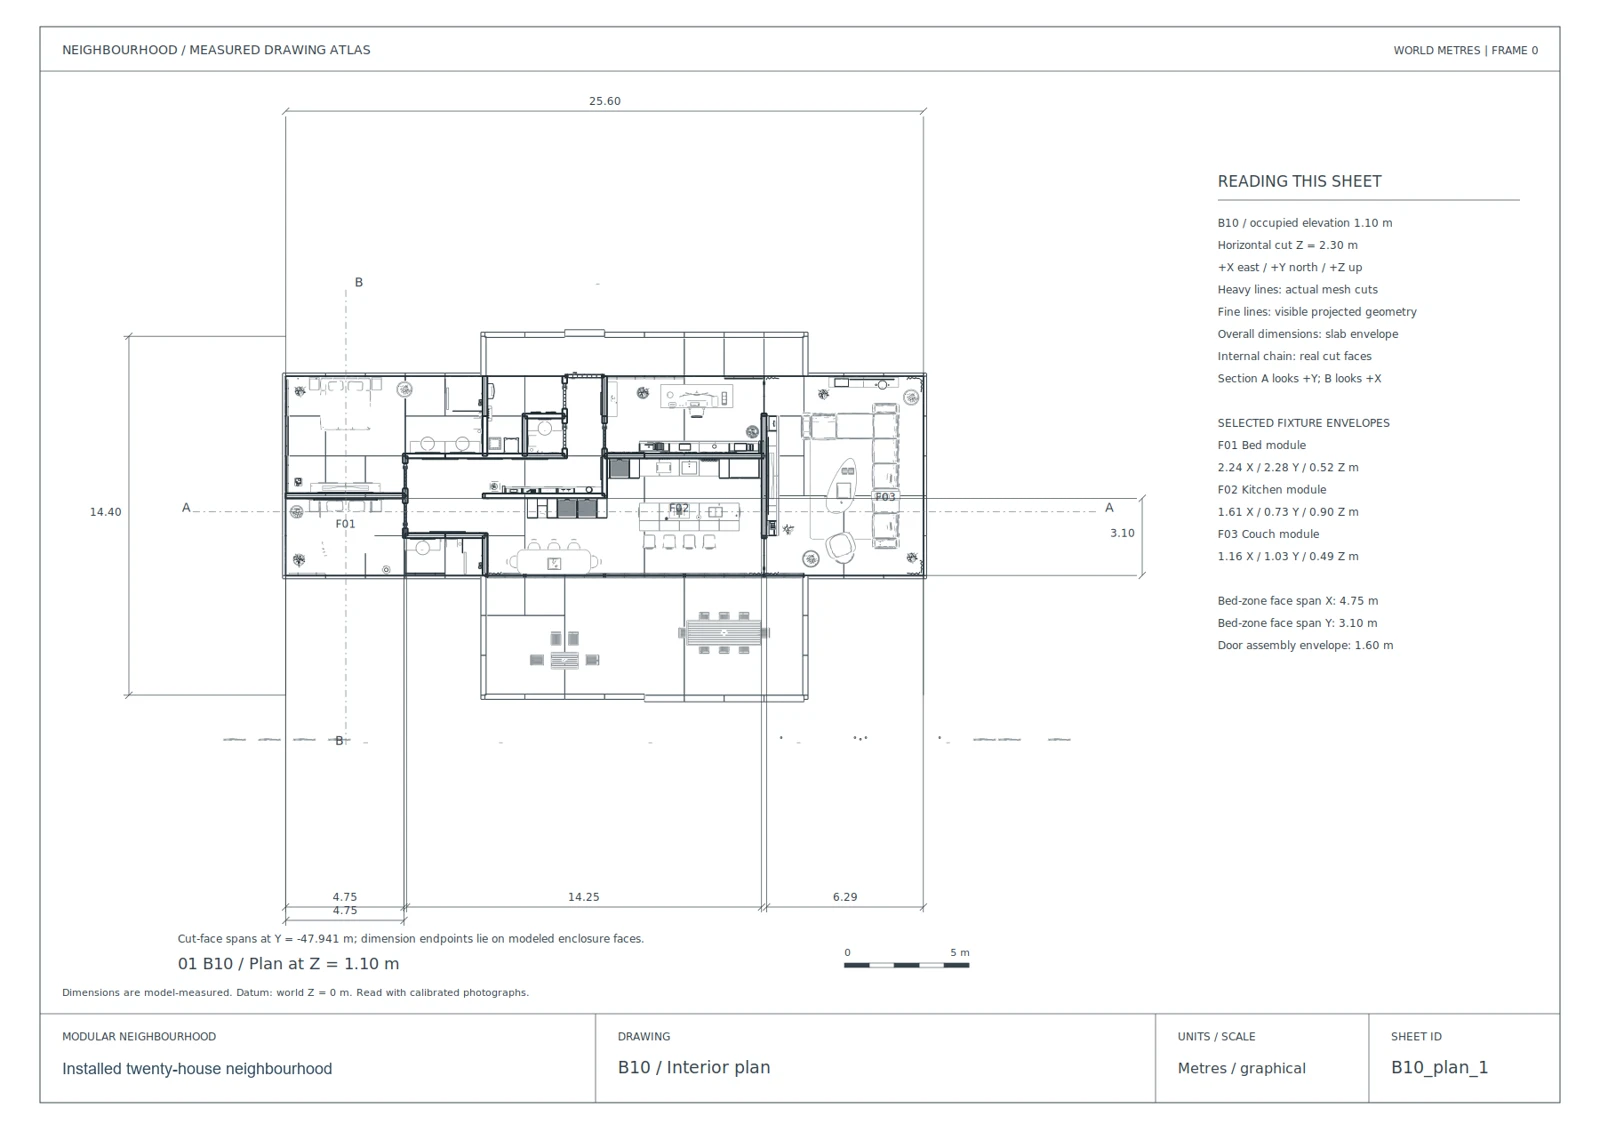 NEIGHBOURHOOD / MEASURED DRAWING ATLAS
WORLD METRES | FRAME 0
25.60
READING THIS SHEET
B10 / occupied elevation 1.10 m
Horizontal cut Z = 2.30 m
+X east / +Y north / +Z up
Heavy lines: actual mesh cuts
Fine lines: visible projected geometry
Overall dimensions: slab envelope
Internal chain: real cut faces
Section A looks +Y; B looks +X
SELECTED FIXTURE ENVELOPES
F01 Bed module
2.24 X / 2.28 Y / 0.52 Z m
F02 Kitchen module
1.61 X / 0.73 Y / 0.90 Z m
F03 Couch module
1.16 X / 1.03 Y / 0.49 Z m
Bed-zone face span X: 4.75 m
Bed-zone face span Y: 3.10 m
Door assembly envelope: 1.60 m
B
14.40
A
F01
F02
F03
A
3.10
B
4.75
14.25
6.29
4.75
Cut-face spans at Y = -47.941 m; dimension endpoints lie on modeled enclosure faces.
01 B10 / Plan at Z = 1.10 m
0
5 m
Dimensions are model-measured. Datum: world Z = 0 m. Read with calibrated photographs.
MODULAR NEIGHBOURHOOD
Installed twenty-house neighbourhood
DRAWING
B10 / Interior plan
UNITS / SCALE
Metres / graphical
SHEET ID
B10_plan_1